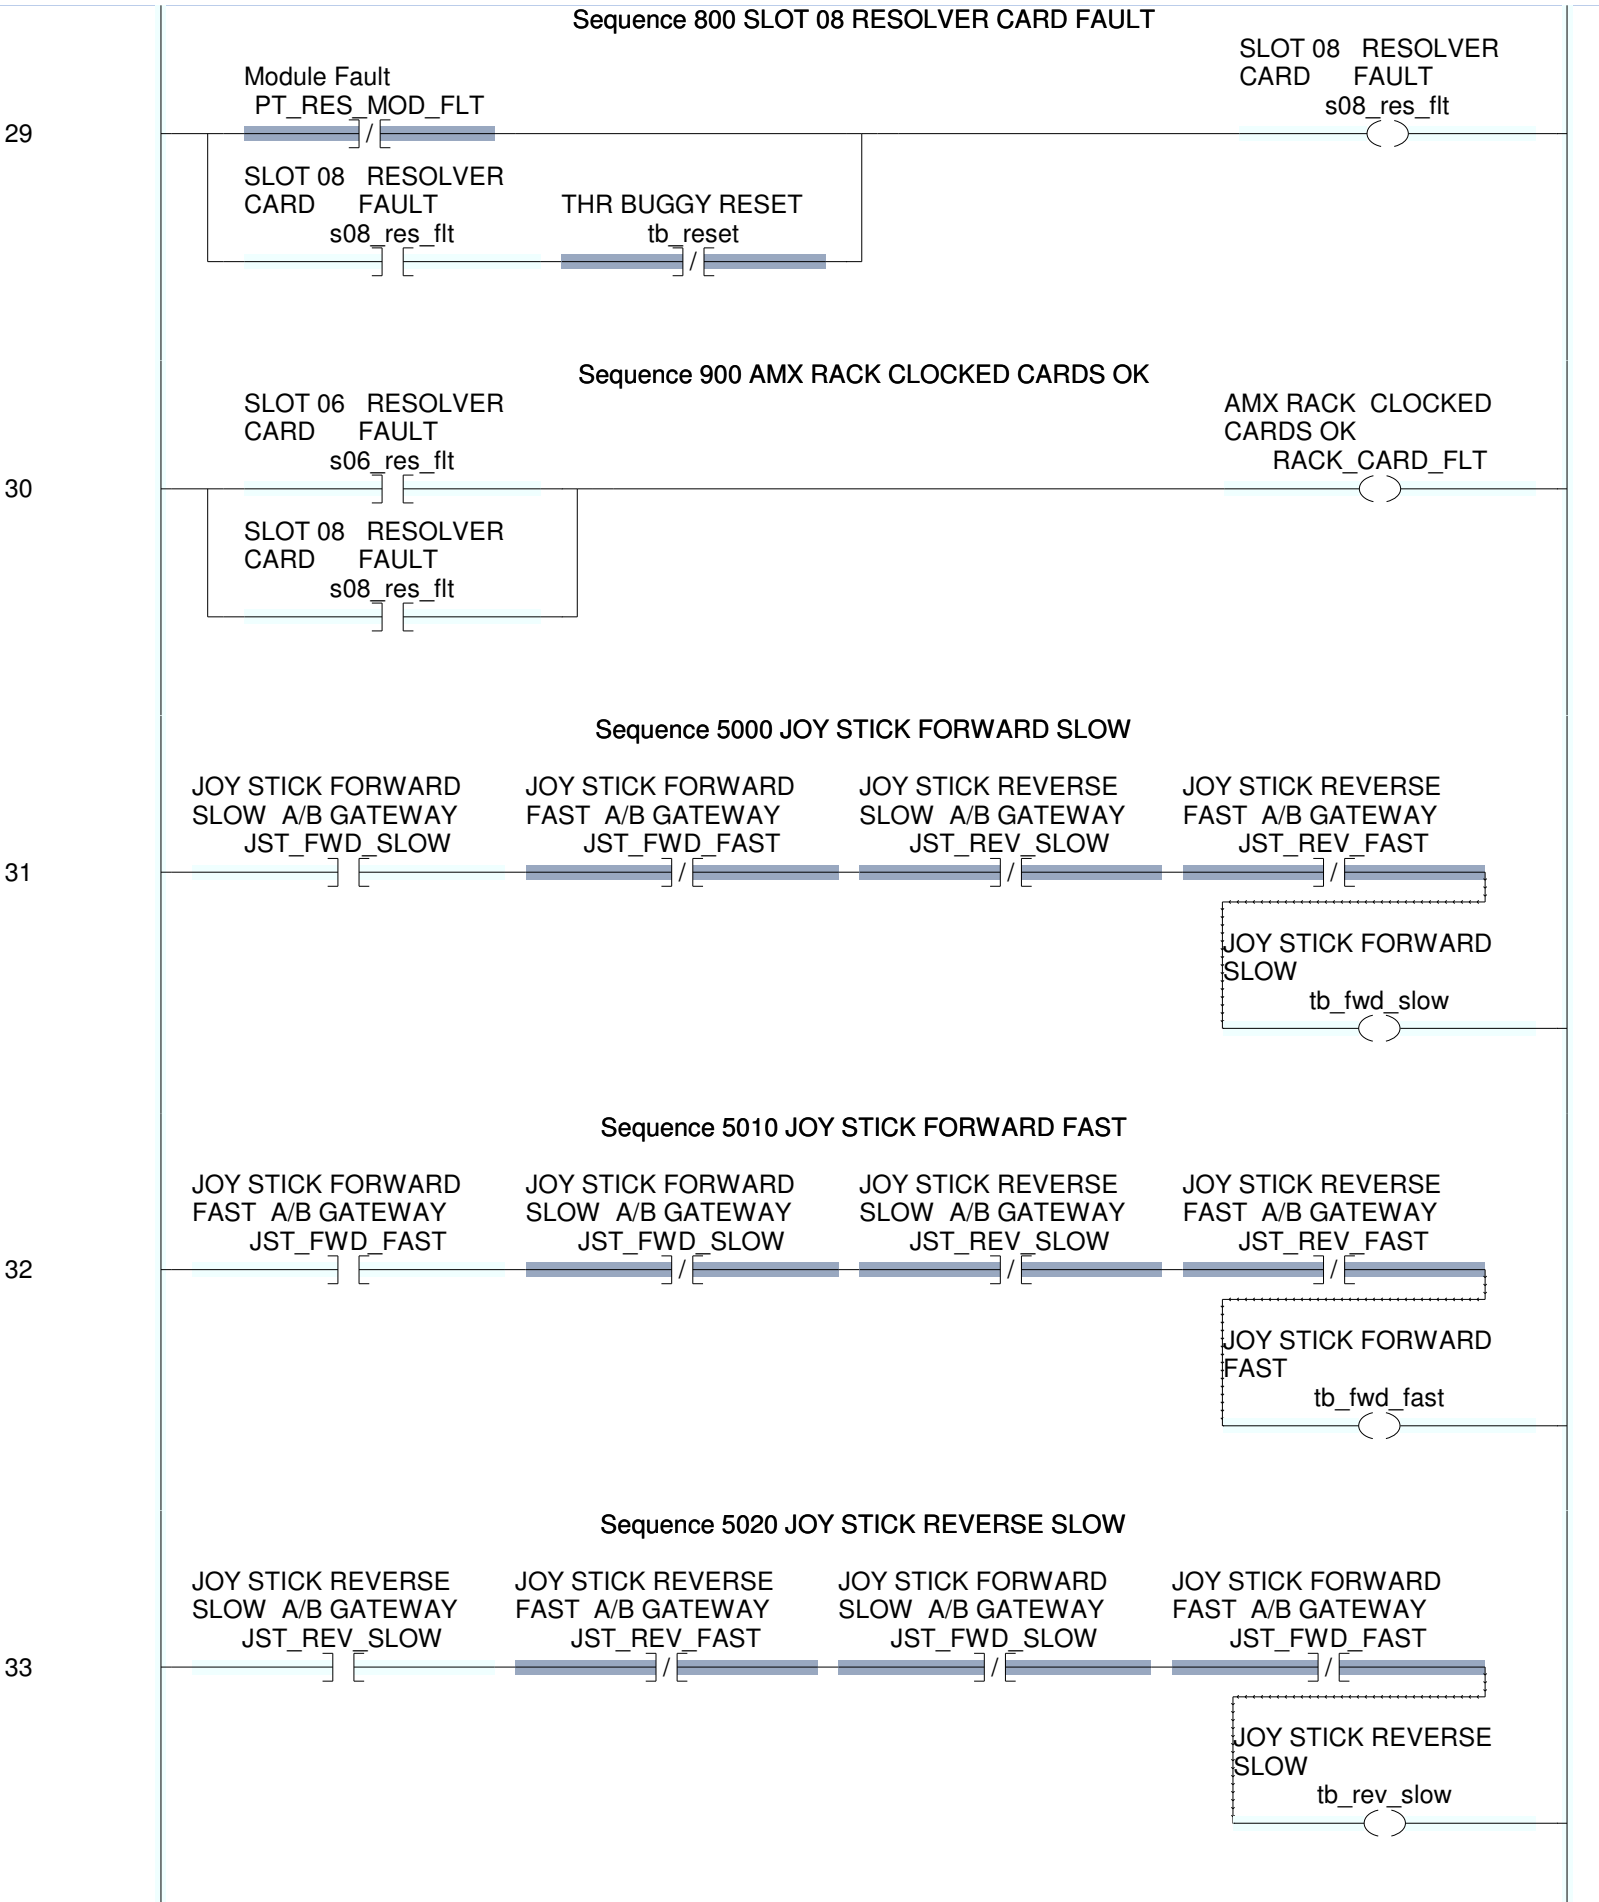 Sequence 800 SLOT 08 RESOLVER CARD FAULT
29
Module Fault
PT_RES_MOD_FLT
/
SLOT 08 RESOLVER
CARD FAULT
s08_res_flt
SLOT 08 RESOLVER
CARD FAULT
s08_res_flt
THR BUGGY RESET
tb_reset
/
Sequence 900 AMX RACK CLOCKED CARDS OK
30
SLOT 06 RESOLVER
CARD FAULT
s06_res_flt
AMX RACK CLOCKED
CARDS OK
RACK_CARD_FLT
SLOT 08 RESOLVER
CARD FAULT
s08_res_flt
Sequence 5000 JOY STICK FORWARD SLOW
31
JOY STICK FORWARD
SLOW A/B GATEWAY
JST_FWD_SLOW
JOY STICK FORWARD
FAST A/B GATEWAY
JST_FWD_FAST
/
JOY STICK REVERSE
SLOW A/B GATEWAY
JST_REV_SLOW
/
JOY STICK REVERSE
FAST A/B GATEWAY
JST_REV_FAST
/
JOY STICK FORWARD
SLOW
tb_fwd_slow
Sequence 5010 JOY STICK FORWARD FAST
32
JOY STICK FORWARD
FAST A/B GATEWAY
JST_FWD_FAST
JOY STICK FORWARD
SLOW A/B GATEWAY
JST_FWD_SLOW
/
JOY STICK REVERSE
SLOW A/B GATEWAY
JST_REV_SLOW
/
JOY STICK REVERSE
FAST A/B GATEWAY
JST_REV_FAST
/
JOY STICK FORWARD
FAST
tb_fwd_fast
Sequence 5020 JOY STICK REVERSE SLOW
33
JOY STICK REVERSE
SLOW A/B GATEWAY
JST_REV_SLOW
JOY STICK REVERSE
FAST A/B GATEWAY
JST_REV_FAST
/
JOY STICK FORWARD
SLOW A/B GATEWAY
JST_FWD_SLOW
/
JOY STICK FORWARD
FAST A/B GATEWAY
JST_FWD_FAST
/
JOY STICK REVERSE
SLOW
tb_rev_slow